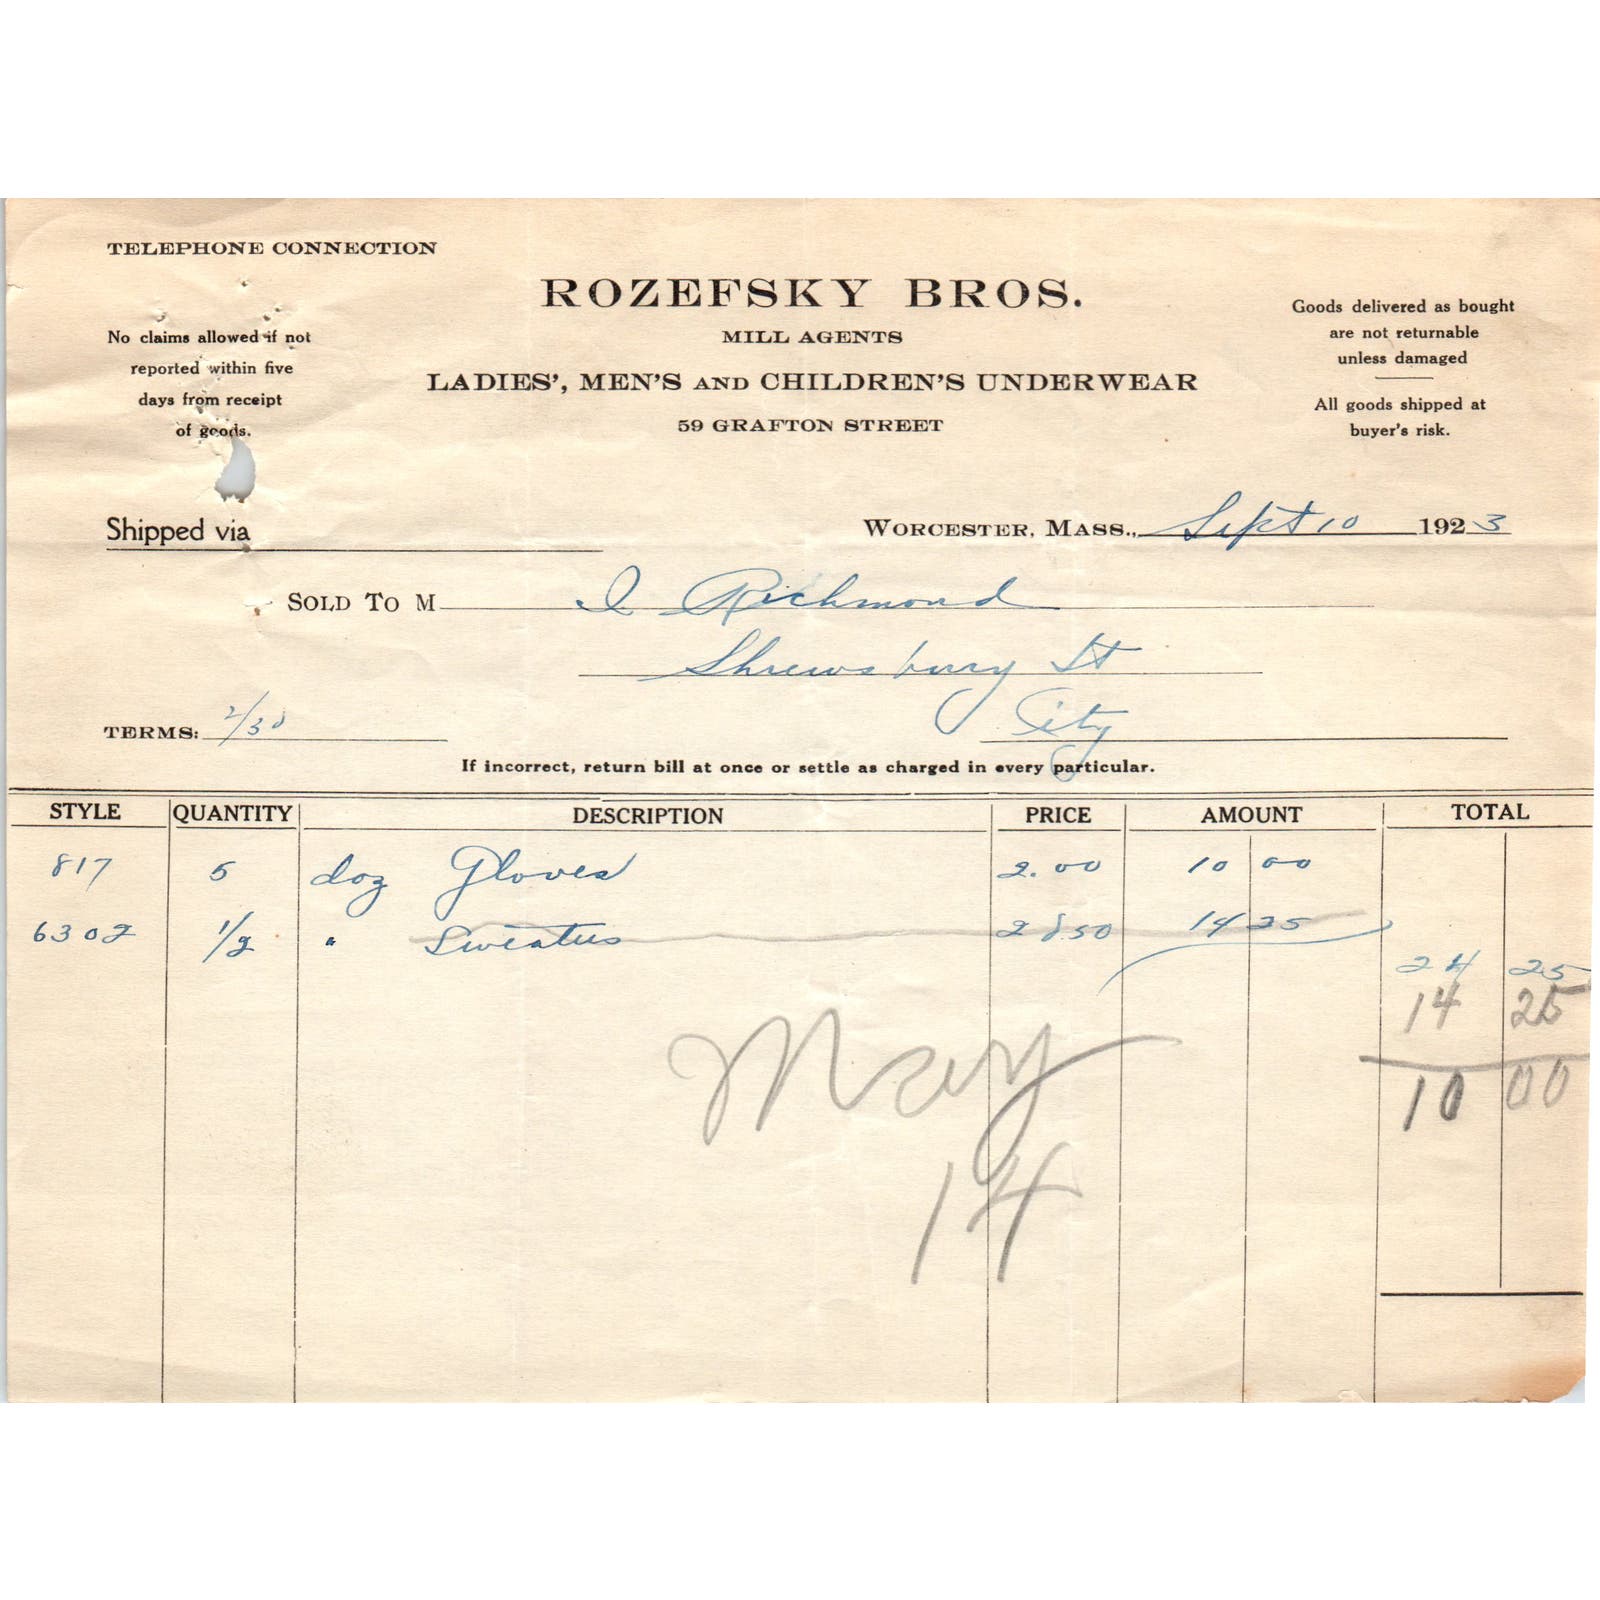 TELEPHONE CONNECTION
ROZEFSKY BROS.
MILL AGENTS
LADIES', MEN'S AND CHILDREN'S UNDERWEAR
59 GRAFTON STREET
No claims allowed if not
reported within five
days from receipt
of goods.
Goods delivered as bought
are not returnable
unless damaged
All goods shipped at
buyer's risk.
Shipped via
WORCESTER, MASS., Sept 10 1923
SOLD TO M I Richmond
Shrewsbury St
TERMS: 2/30 City
If incorrect, return bill at once or settle as charged in every particular.
STYLE QUANTITY DESCRIPTION PRICE AMOUNT TOTAL
817 5 doz Gloves 2.00 10 00
6302 1/2 " Sweaters 28 50 14 25
24 25
14 25
10 00
May
14